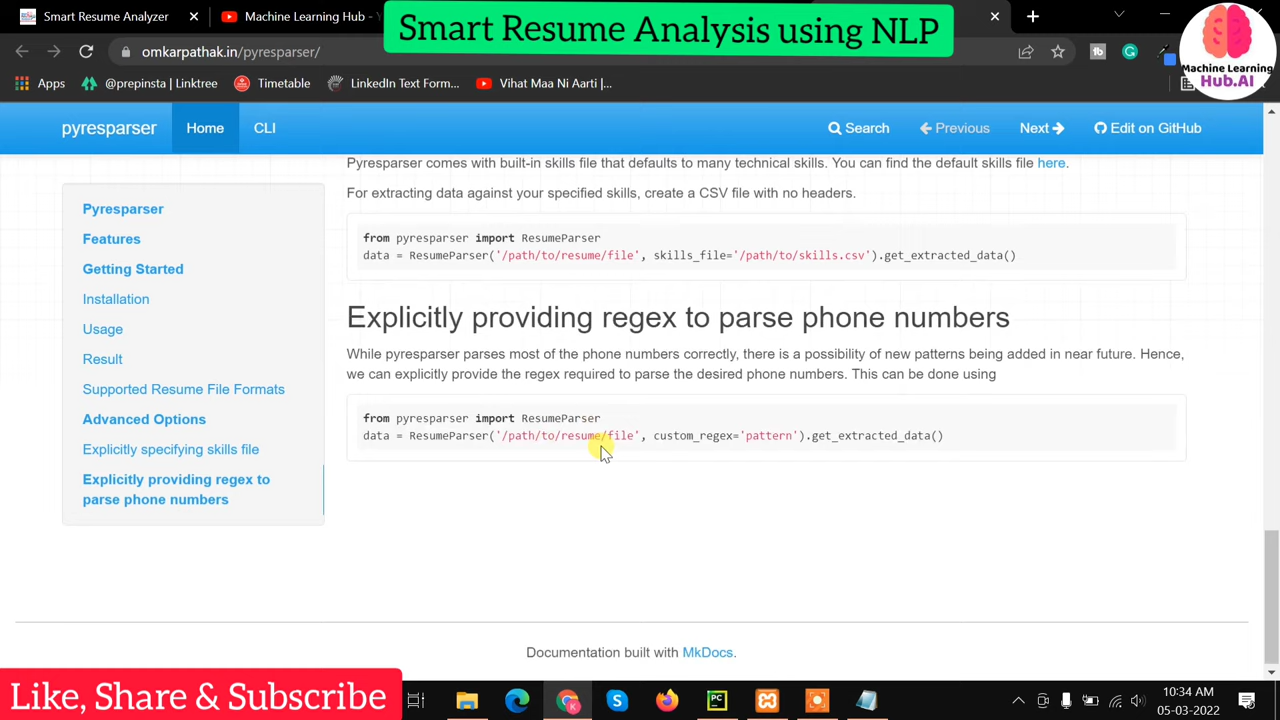 Smart Resume Analyzer
Machine Learning Hub - Y
Smart Resume Analysis using NLP
omkarpathak.in/pyresparser/
Machine Learning
Hub.AI
Apps
@prepinsta | Linktree
Timetable
LinkedIn Text Form...
Vihat Maa Ni Aarti |...
pyresparser
Home
CLI
Search
Previous
Next
Edit on GitHub
Pyresparser comes with built-in skills file that defaults to many technical skills. You can find the default skills file here.
For extracting data against your specified skills, create a CSV file with no headers.
from pyresparser import ResumeParser
data = ResumeParser('/path/to/resume/file', skills_file='/path/to/skills.csv').get_extracted_data()
Explicitly providing regex to parse phone numbers
While pyresparser parses most of the phone numbers correctly, there is a possibility of new patterns being added in near future. Hence,
we can explicitly provide the regex required to parse the desired phone numbers. This can be done using
from pyresparser import ResumeParser
data = ResumeParser('/path/to/resume/file', custom_regex='pattern').get_extracted_data()
Pyresparser
Features
Getting Started
Installation
Usage
Result
Supported Resume File Formats
Advanced Options
Explicitly specifying skills file
Explicitly providing regex to
parse phone numbers
Documentation built with MkDocs.
Like, Share & Subscribe
10:34 AM
05-03-2022